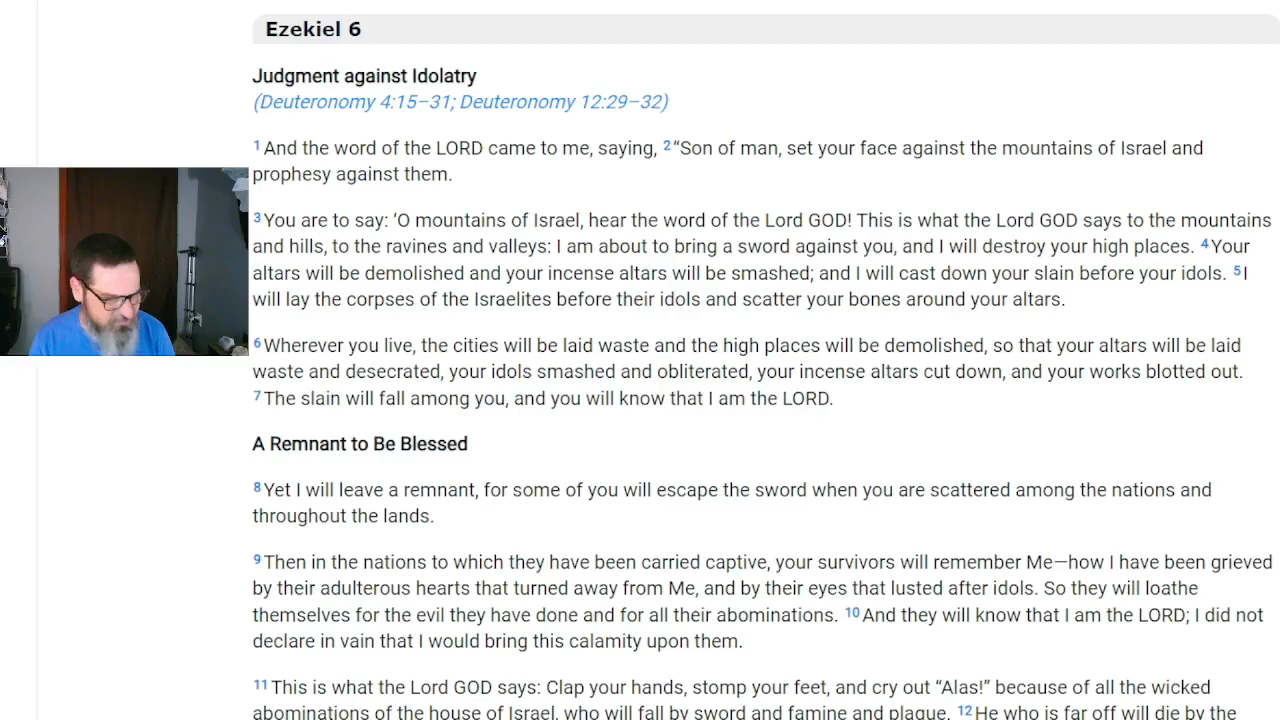 Ezekiel 6
Judgment against Idolatry
(Deuteronomy 4:15–31; Deuteronomy 12:29–32)
1 And the word of the LORD came to me, saying, 2 “Son of man, set your face against the mountains of Israel and
prophesy against them.
3 You are to say: ‘O mountains of Israel, hear the word of the Lord GOD! This is what the Lord GOD says to the mountains
and hills, to the ravines and valleys: I am about to bring a sword against you, and I will destroy your high places. 4 Your
altars will be demolished and your incense altars will be smashed; and I will cast down your slain before your idols. 5 I
will lay the corpses of the Israelites before their idols and scatter your bones around your altars.
6 Wherever you live, the cities will be laid waste and the high places will be demolished, so that your altars will be laid
waste and desecrated, your idols smashed and obliterated, your incense altars cut down, and your works blotted out.
7 The slain will fall among you, and you will know that I am the LORD.
A Remnant to Be Blessed
8 Yet I will leave a remnant, for some of you will escape the sword when you are scattered among the nations and
throughout the lands.
9 Then in the nations to which they have been carried captive, your survivors will remember Me—how I have been grieved
by their adulterous hearts that turned away from Me, and by their eyes that lusted after idols. So they will loathe
themselves for the evil they have done and for all their abominations. 10 And they will know that I am the LORD; I did not
declare in vain that I would bring this calamity upon them.
11 This is what the Lord GOD says: Clap your hands, stomp your feet, and cry out “Alas!” because of all the wicked
abominations of the house of Israel, who will fall by sword and famine and plague. 12 He who is far off will die by the